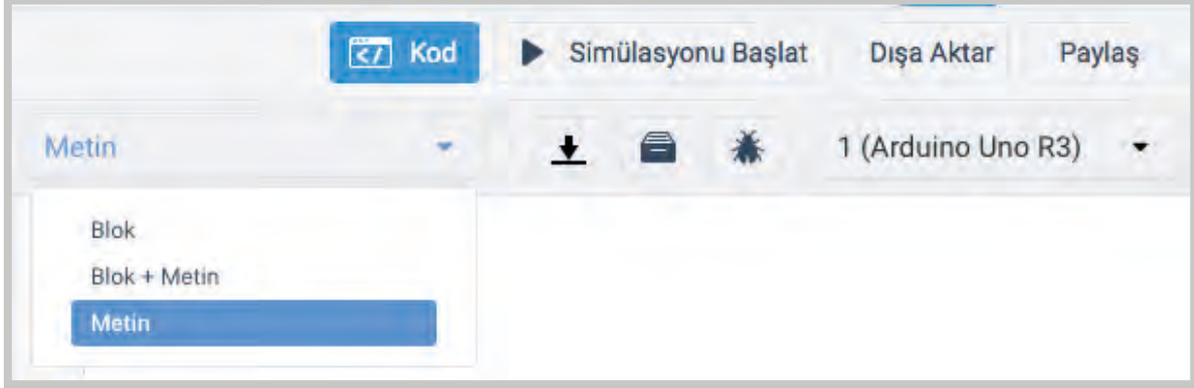 </> Kod Simülasyonu Başlat Dışa Aktar Paylaş
Metin 1 (Arduino Uno R3)
Blok
Blok + Metin
Metin